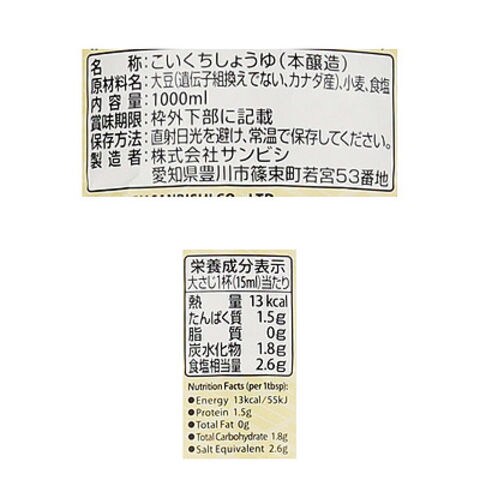 名称:こいくちしょうゆ(本醸造)
原材料名:大豆(遺伝子組換えでない、カナダ産)、小麦、食塩
内容量:1000ml
賞味期限:枠外下部に記載
保存方法:直射日光を避け、常温で保存してください。
製造者:株式会社サンビシ
愛知県豊川市篠束町若宮53番地
栄養成分表示
大さじ1杯(15ml)当たり
熱量 13kcal
たんぱく質 1.5g
脂質 0g
炭水化物 1.8g
食塩相当量 2.6g
Nutrition Facts (per 1tbsp):
●Energy 13kcal/55kJ
●Protein 1.5g
●Total Fat 0g
●Total Carbohydrate 1.8g
●Salt Equivalent 2.6g